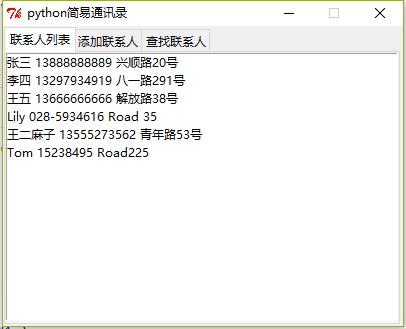 python简易通讯录
联系人列表 添加联系人 查找联系人
张三 13888888889 兴顺路20号
李四 13297934919 八一路291号
王五 13666666666 解放路38号
Lily 028-5934616 Road 35
王二麻子 13555273562 青年路53号
Tom 15238495 Road225